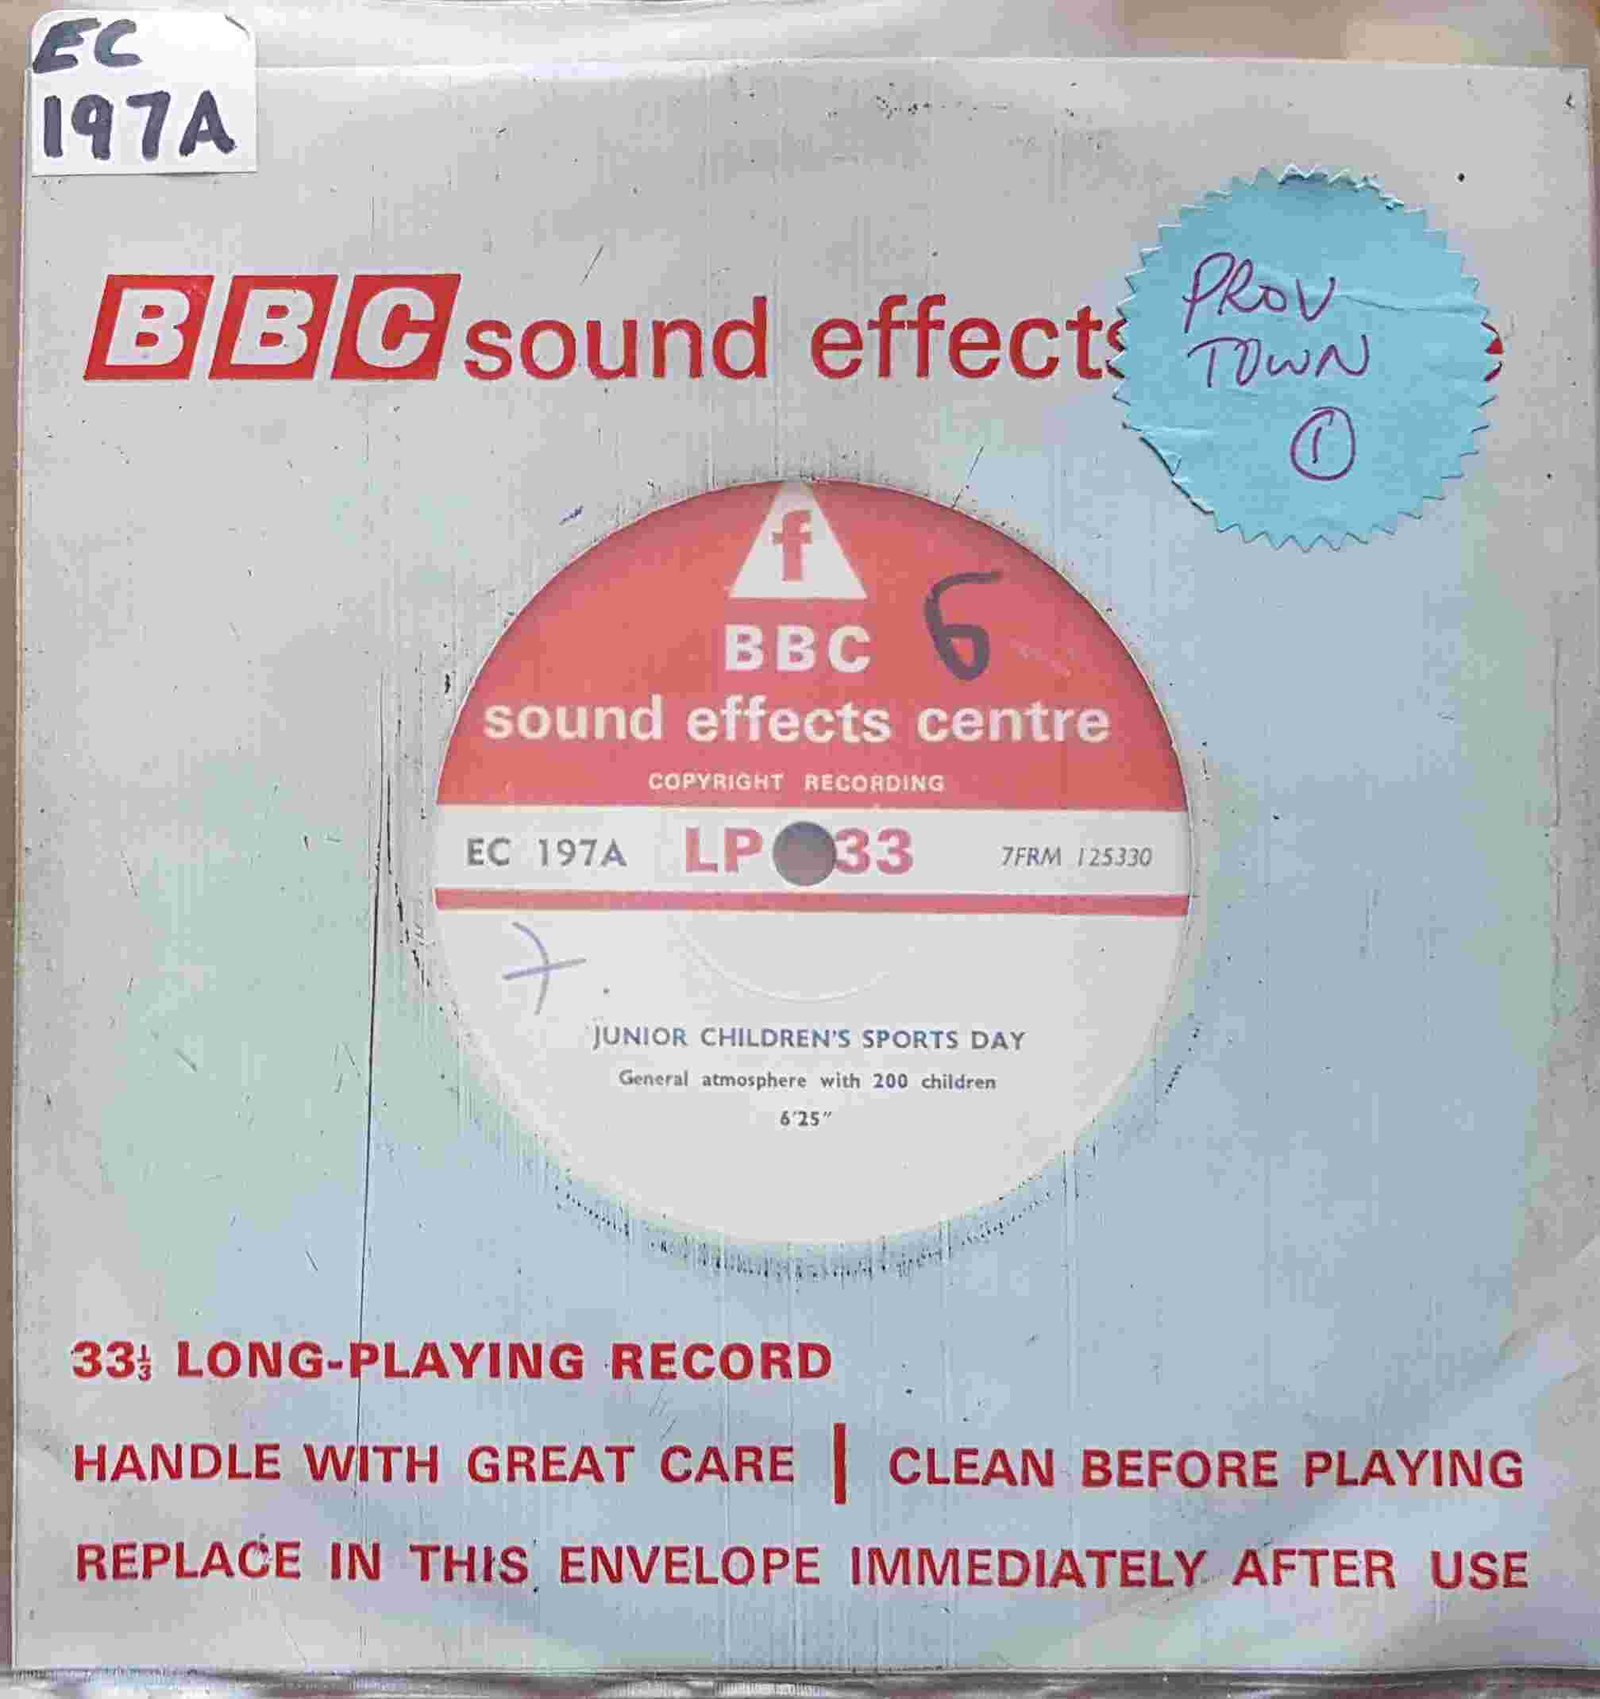 EC
197A
BBC sound effects
PROV
TOWN
1
f
6
BBC
sound effects centre
COPYRIGHT RECORDING
EC 197A LP 33 7FRM 125330
7
JUNIOR CHILDREN'S SPORTS DAY
General atmosphere with 200 children
6'25"
33⅓ LONG-PLAYING RECORD
HANDLE WITH GREAT CARE | CLEAN BEFORE PLAYING
REPLACE IN THIS ENVELOPE IMMEDIATELY AFTER USE